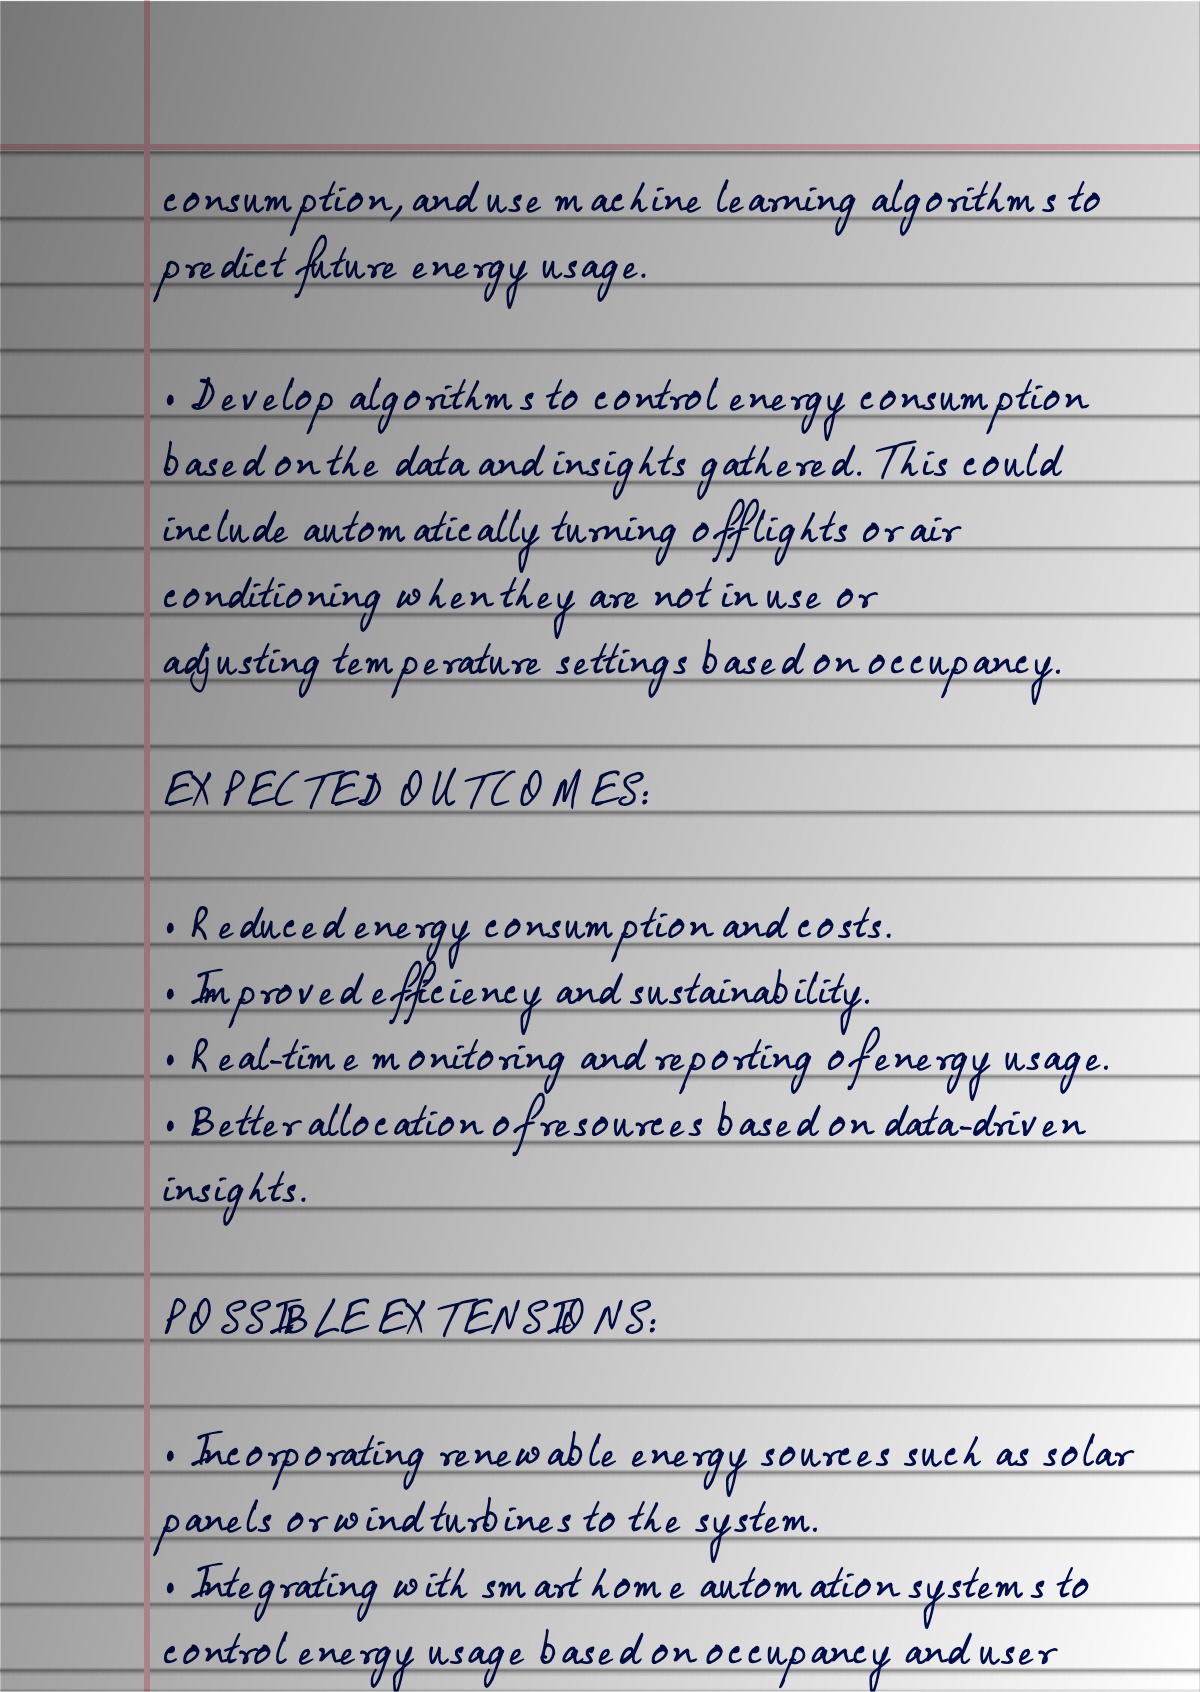 consumption, and use machine learning algorithms to
predict future energy usage.
• Develop algorithms to control energy consumption
based on the data and insights gathered. This could
include automatically turning off lights or air
conditioning when they are not in use or
adjusting temperature settings based on occupancy.
EXPECTED OUTCOMES:
• Reduced energy consumption and costs.
• Improved efficiency and sustainability.
• Real-time monitoring and reporting of energy usage.
• Better allocation of resources based on data-driven
insights.
POSSIBLE EXTENSIONS:
• Incorporating renewable energy sources such as solar
panels or wind turbines to the system.
• Integrating with smart home automation systems to
control energy usage based on occupancy and user